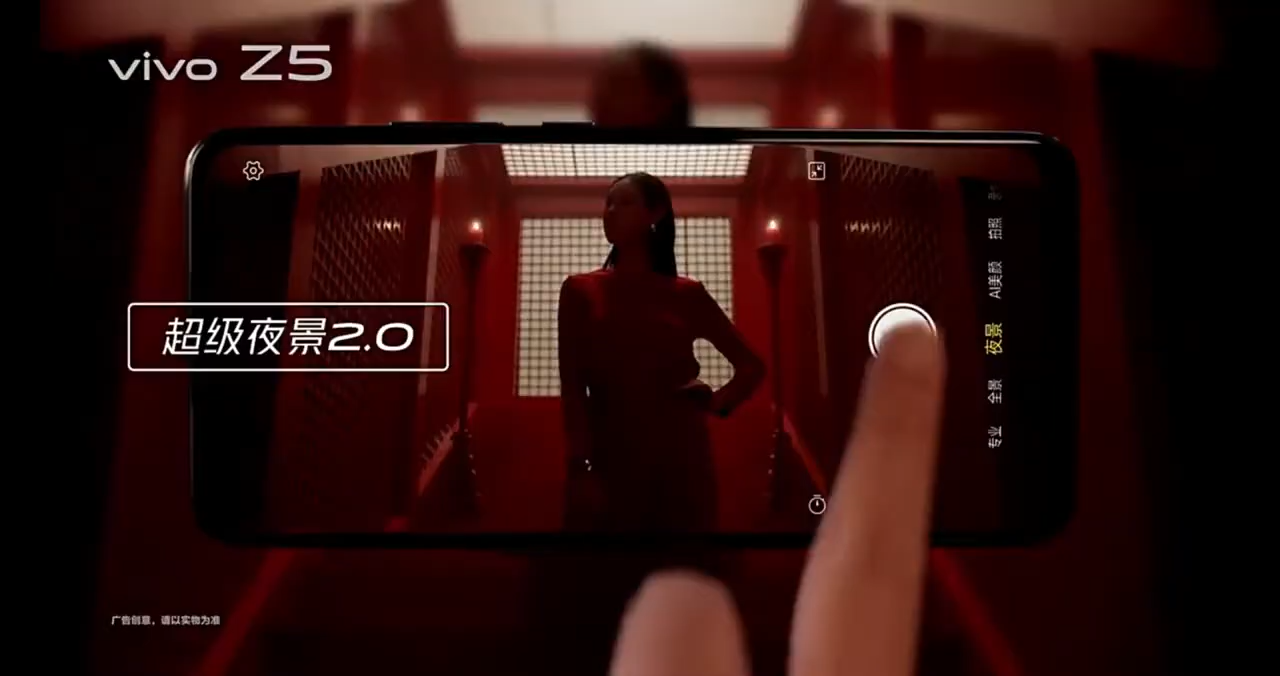 vivo Z5
拍照
AI美颜
超级夜景2.0
夜景
全景
专业
广告创意，请以实物为准